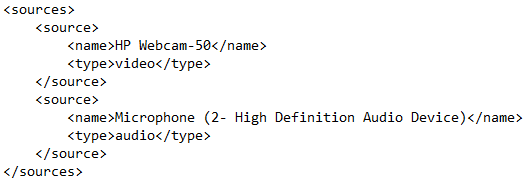 <sources>
    <source>
        <name>HP Webcam-50</name>
        <type>video</type>
    </source>
    <source>
        <name>Microphone (2- High Definition Audio Device)</name>
        <type>audio</type>
    </source>
</sources>